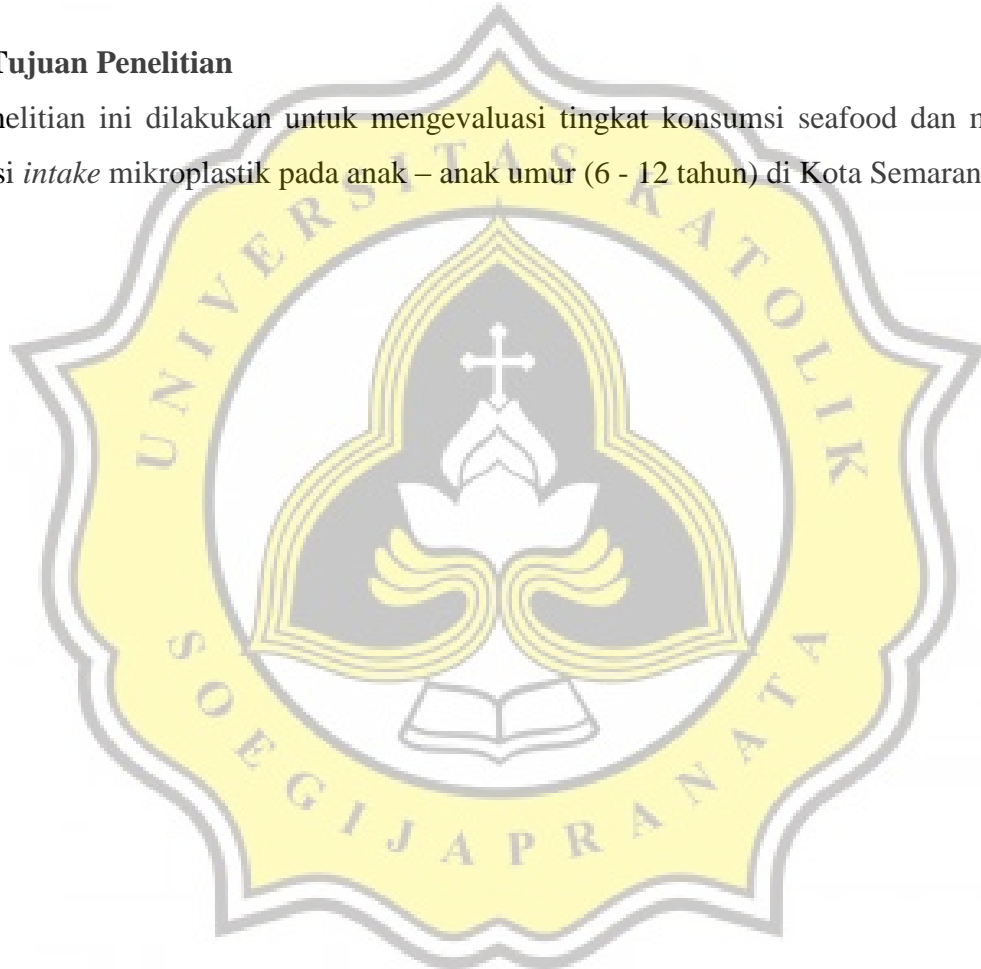 Tujuan Penelitian
nelitian ini dilakukan untuk mengevaluasi tingkat konsumsi seafood dan m
si intake mikroplastik pada anak – anak umur (6 - 12 tahun) di Kota Semaran
UNIVERSITAS KATOLIK
SOEGIJAPRANATA